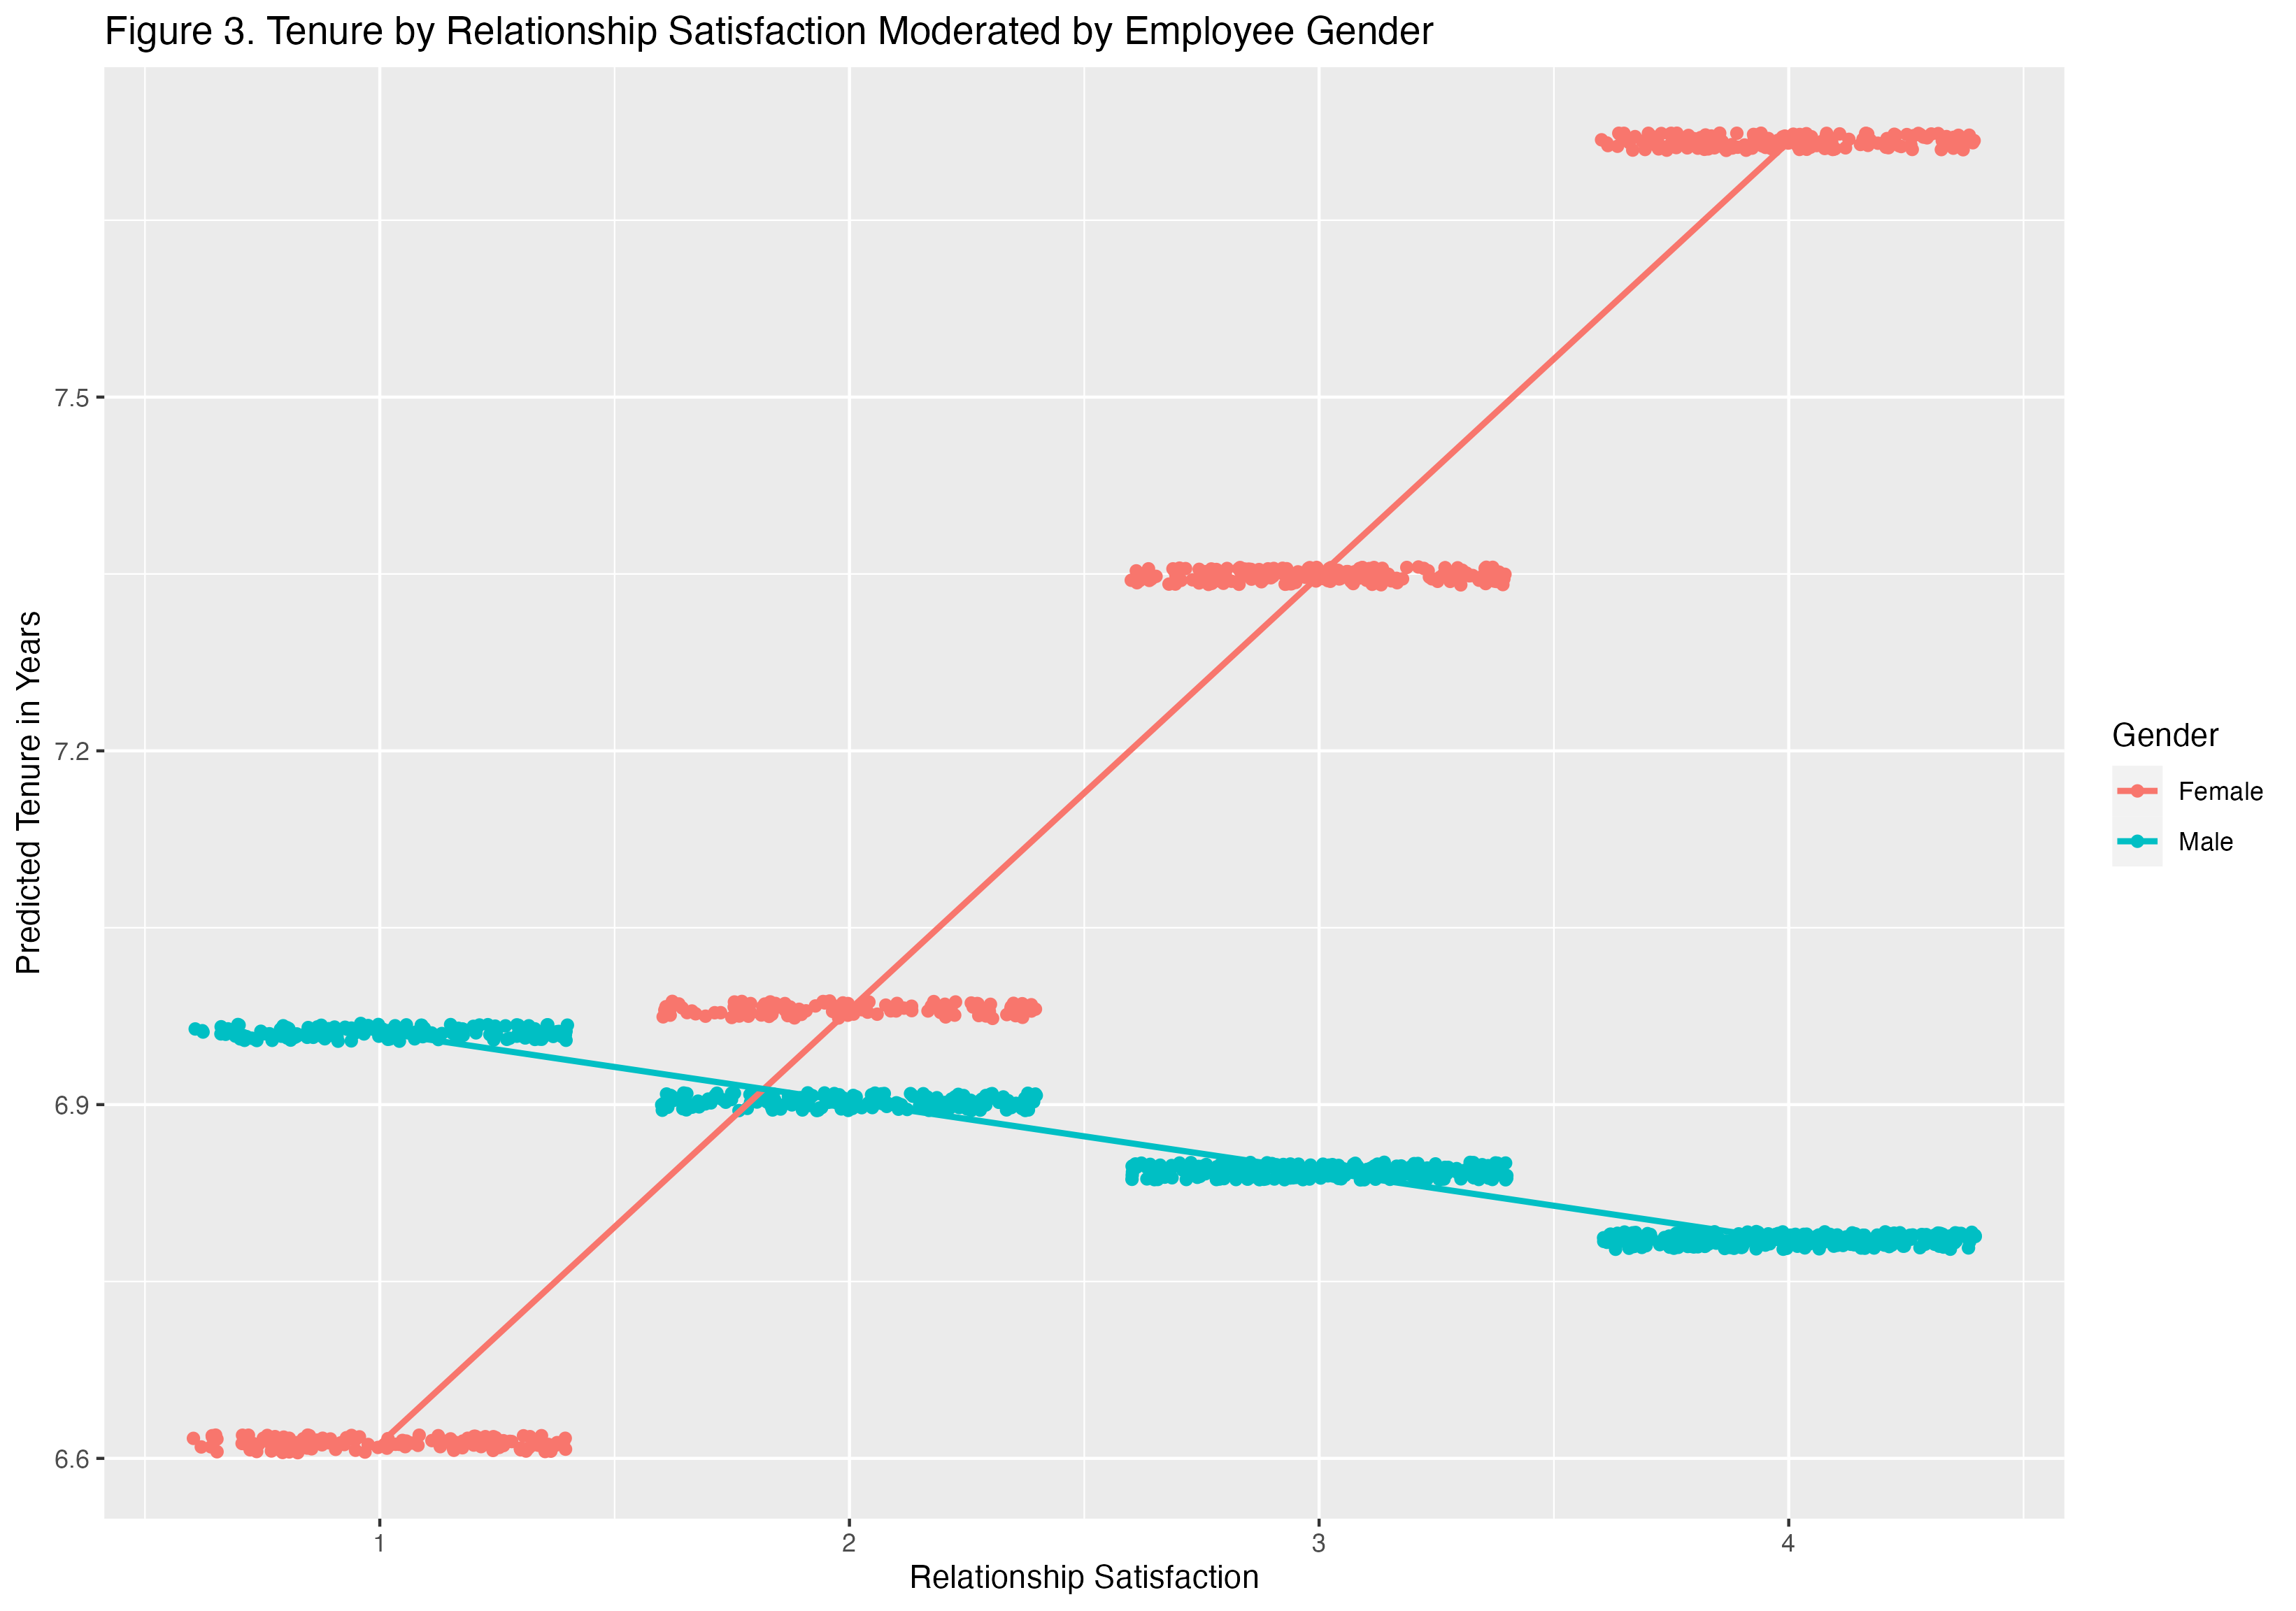 Figure 3. Tenure by Relationship Satisfaction Moderated by Employee Gender
Predicted Tenure in Years
7.5
7.2
6.9
6.6
1
2
3
4
Relationship Satisfaction
Gender
Female
Male